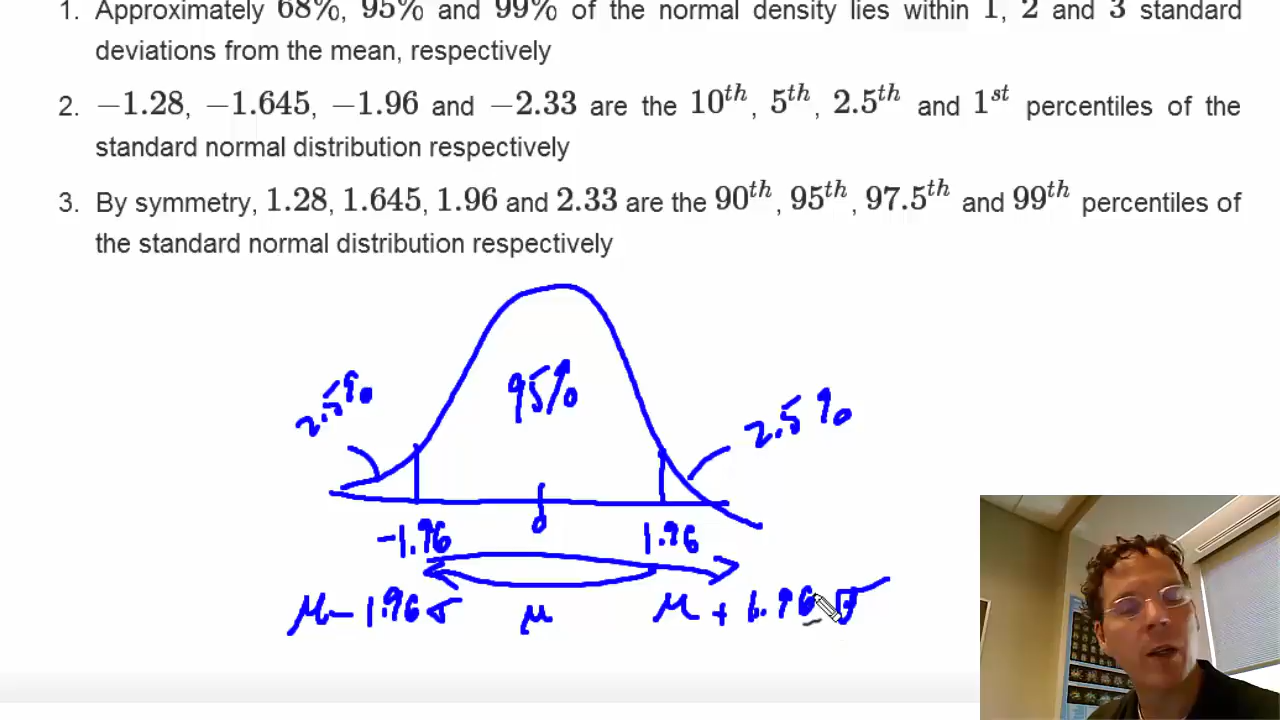 1. Approximately 68%, 95% and 99% of the normal density lies within 1, 2 and 3 standard
deviations from the mean, respectively
2. −1.28, −1.645, −1.96 and −2.33 are the 10th, 5th, 2.5th and 1st percentiles of the
standard normal distribution respectively
3. By symmetry, 1.28, 1.645, 1.96 and 2.33 are the 90th, 95th, 97.5th and 99th percentiles of
the standard normal distribution respectively
2.5%
95%
2.5%
-1.96 0 1.96
μ-1.96σ μ μ+1.96σ